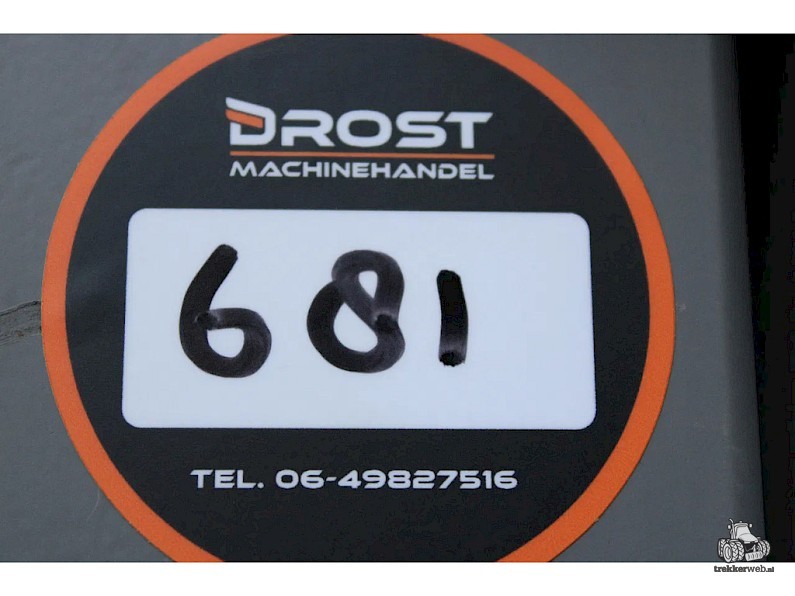 DROST
MACHINEHANDEL
681
TEL. 06-49827516
trekkerweb.nl